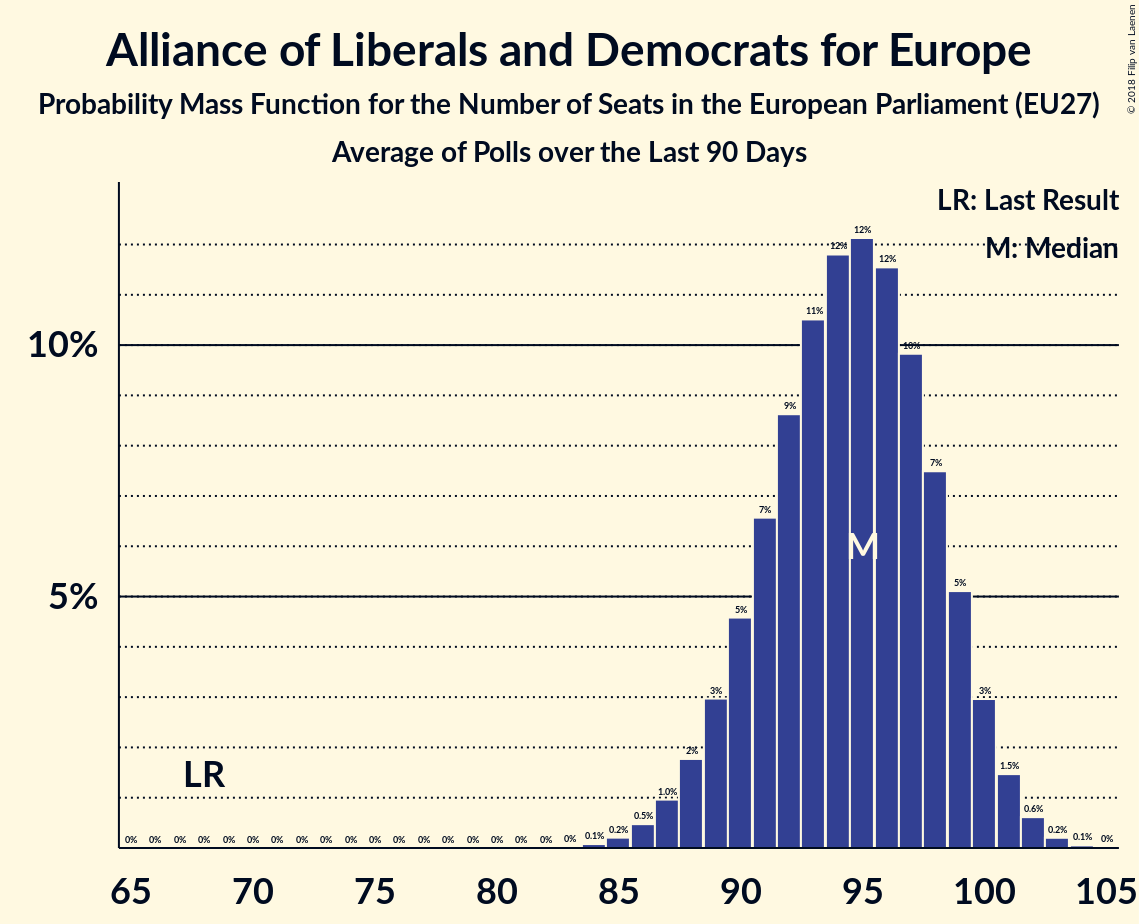 Alliance of Liberals and Democrats for Europe
Probability Mass Function for the Number of Seats in the European Parliament (EU27)
Average of Polls over the Last 90 Days
© 2018 Filip van Laenen
LR: Last Result
M: Median
10%
5%
LR
M
0% 0% 0% 0% 0% 0% 0% 0% 0% 0% 0% 0% 0% 0% 0% 0% 0% 0% 0% 0.1% 0.2% 0.5% 1.0% 2% 3% 5% 7% 9% 11% 12% 12% 12% 10% 7% 5% 3% 1.5% 0.6% 0.2% 0.1% 0%
65 70 75 80 85 90 95 100 105